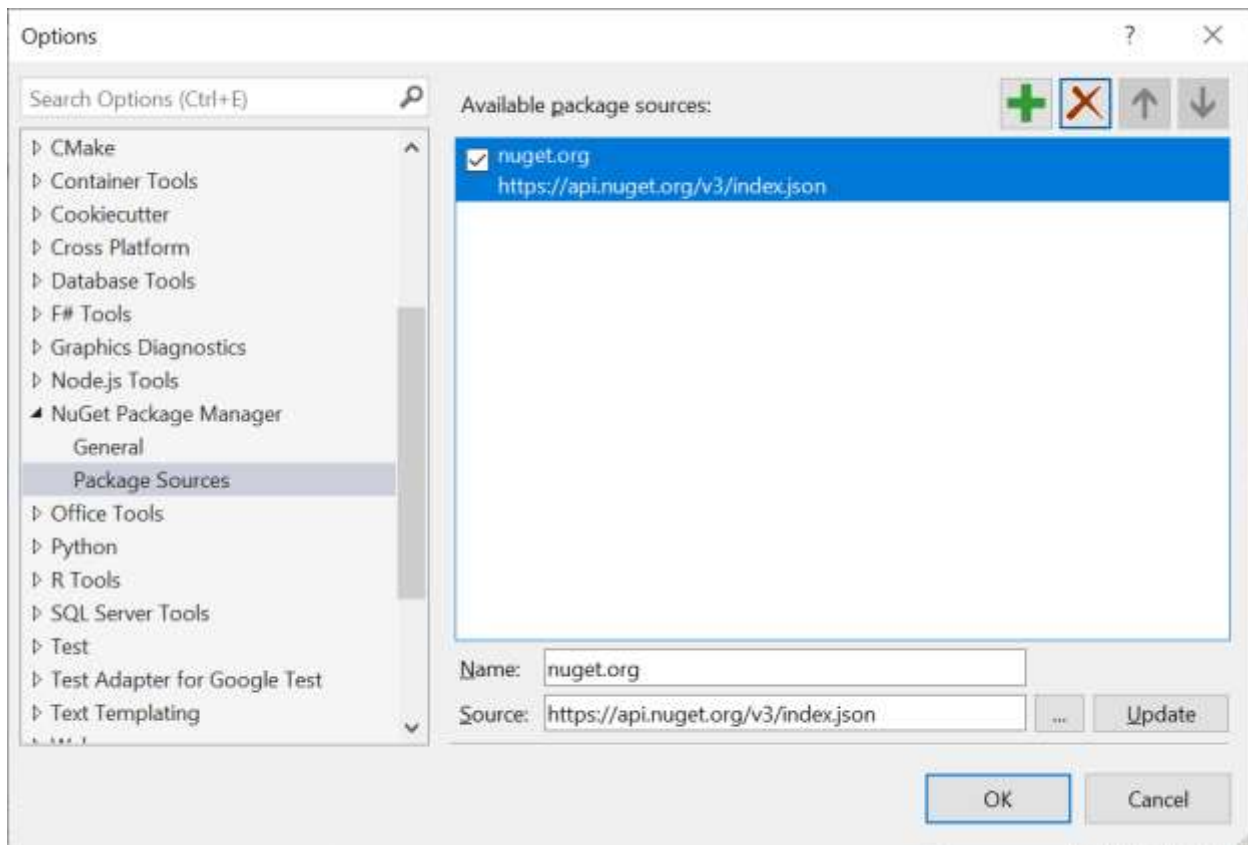 Options
?
Search Options (Ctrl+E)
CMake
Container Tools
Cookiecutter
Cross Platform
Database Tools
F# Tools
Graphics Diagnostics
Node.js Tools
NuGet Package Manager
General
Package Sources
Office Tools
Python
R Tools
SQL Server Tools
Test
Test Adapter for Google Test
Text Templating
Available package sources:
nuget.org
https://api.nuget.org/v3/index.json
Name: nuget.org
Source: https://api.nuget.org/v3/index.json ... Update
OK Cancel